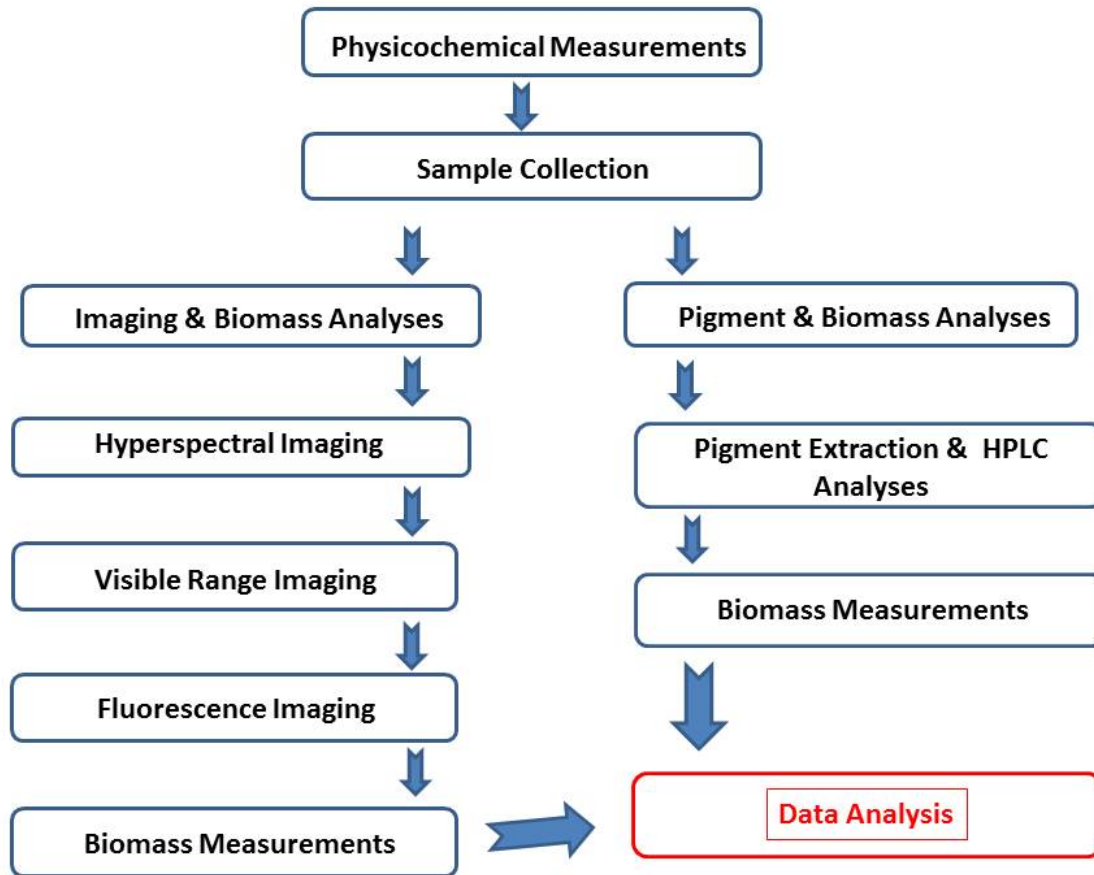 Physicochemical Measurements
Sample Collection
Imaging & Biomass Analyses
Pigment & Biomass Analyses
Hyperspectral Imaging
Pigment Extraction & HPLC
Analyses
Visible Range Imaging
Biomass Measurements
Fluorescence Imaging
Biomass Measurements
Data Analysis